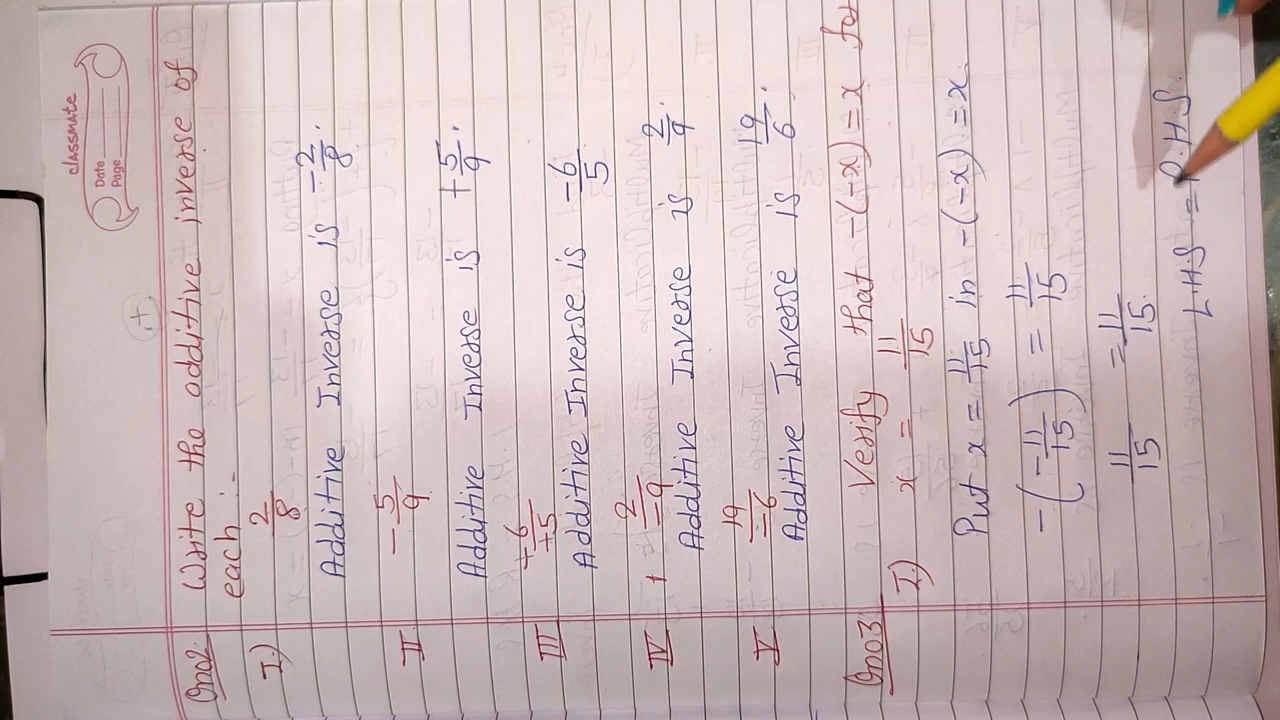 classmate
Date
Page
Qno2. Write the additive inverse of
each :-
I.) 2/8
Additive Inverse is -2/8.
II -5/9
Additive Inverse is +5/9.
III +6/+5
Additive Inverse is -6/5
IV 2/-9
Additive Inverse is 2/9.
V 19/-6
Additive Inverse is 19/6.
Qno3. Verify that -(-x) = x for
I.) x = 11/15
Put x = 11/15 in -(-x) = x.
-(-11/15) = 11/15
11/15 = 11/15.
L.H.S = R.H.S